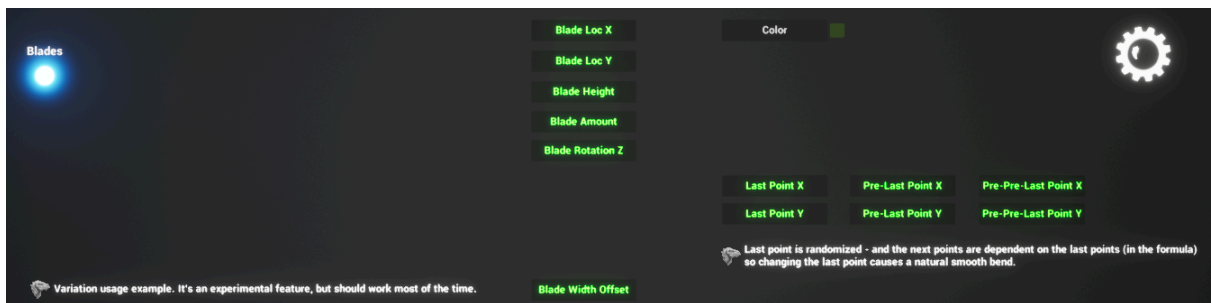 Blades
Blade Loc X
Blade Loc Y
Blade Height
Blade Amount
Blade Rotation Z
Color
Last Point X Pre-Last Point X Pre-Pre-Last Point X
Last Point Y Pre-Last Point Y Pre-Pre-Last Point Y
Last point is randomized - and the next points are dependent on the last points (in the formula)
so changing the last point causes a natural smooth bend.
Variation usage example. It's an experimental feature, but should work most of the time.
Blade Width Offset